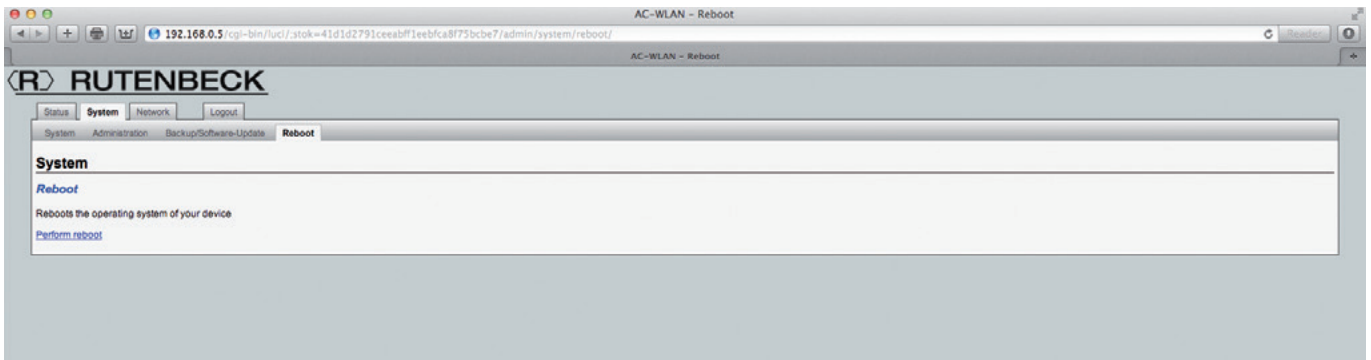 AC-WLAN – Reboot
192.168.0.5/cgi-bin/luci/;stok=41d1d2791ceeabff1eebfca8f75bcbe7/admin/system/reboot/
Reader
AC-WLAN – Reboot
⟨R⟩ RUTENBECK
Status System Network Logout
System Administration Backup/Software-Update Reboot
System
Reboot
Reboots the operating system of your device
Perform reboot